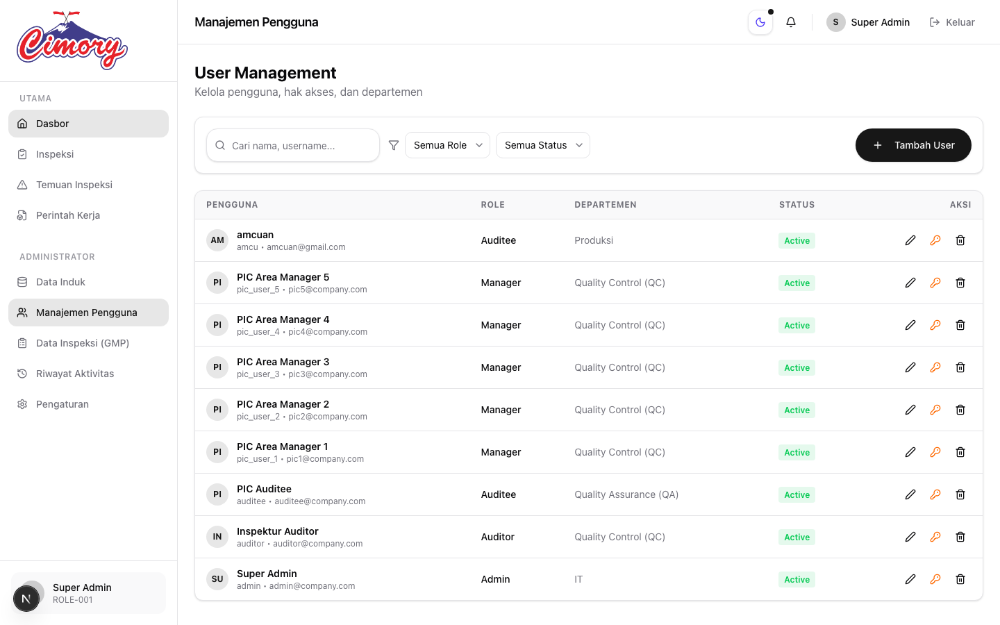 Cimory
UTAMA
Dasbor
Inspeksi
Temuan Inspeksi
Perintah Kerja
ADMINISTRATOR
Data Induk
Manajemen Pengguna
Data Inspeksi (GMP)
Riwayat Aktivitas
Pengaturan
N
Super Admin
ROLE-001
Manajemen Pengguna
S Super Admin Keluar
User Management
Kelola pengguna, hak akses, dan departemen
Cari nama, username... Semua Role Semua Status + Tambah User
PENGGUNA ROLE DEPARTEMEN STATUS AKSI
AM amcuan Auditee Produksi Active
amcu • amcuan@gmail.com
PI PIC Area Manager 5 Manager Quality Control (QC) Active
pic_user_5 • pic5@company.com
PI PIC Area Manager 4 Manager Quality Control (QC) Active
pic_user_4 • pic4@company.com
PI PIC Area Manager 3 Manager Quality Control (QC) Active
pic_user_3 • pic3@company.com
PI PIC Area Manager 2 Manager Quality Control (QC) Active
pic_user_2 • pic2@company.com
PI PIC Area Manager 1 Manager Quality Control (QC) Active
pic_user_1 • pic1@company.com
PI PIC Auditee Auditee Quality Assurance (QA) Active
auditee • auditee@company.com
IN Inspektur Auditor Auditor Quality Control (QC) Active
auditor • auditor@company.com
SU Super Admin Admin IT Active
admin • admin@company.com